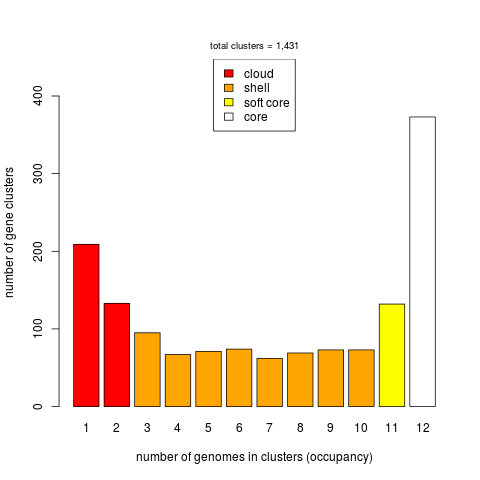 total clusters = 1,431
cloud
shell
soft core
core
number of gene clusters
400
300
200
100
0
1 2 3 4 5 6 7 8 9 10 11 12
number of genomes in clusters (occupancy)